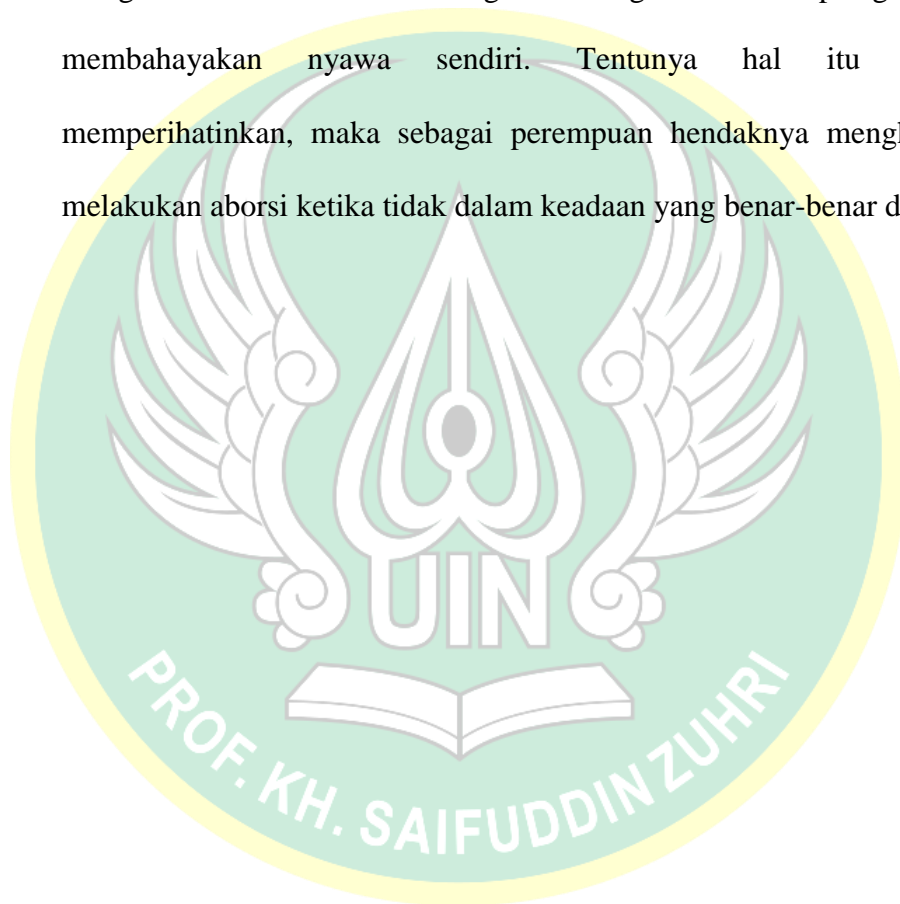 membahayakan nyawa sendiri. Tentunya hal itu
memperihatinkan, maka sebagai perempuan hendaknya
melakukan aborsi ketika tidak dalam keadaan yang benar-benar
UIN
PROF. KH. SAIFUDDIN ZUHRI